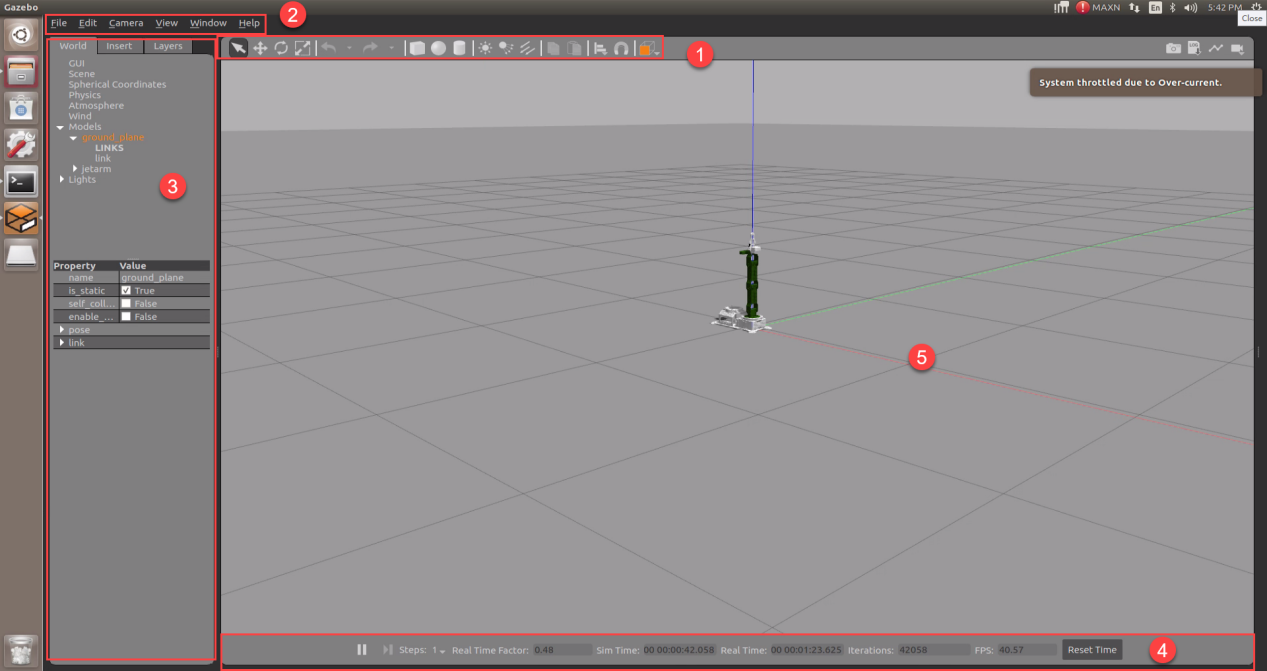 Gazebo
MAXN En 5:42 PM
Close
File Edit Camera View Window Help
2
World Insert Layers
1
GUI
Scene
Spherical Coordinates
Physics
Atmosphere
Wind
Models
ground_plane
LINKS
link
jetarm
Lights
3
System throttled due to Over-current.
Property Value
name ground_plane
is_static True
self_coll... False
enable_... False
pose
link
5
Steps: 1 Real Time Factor: 0.48 Sim Time: 00 00:00:42.058 Real Time: 00 00:01:23.625 Iterations: 42058 FPS: 40.57 Reset Time
4